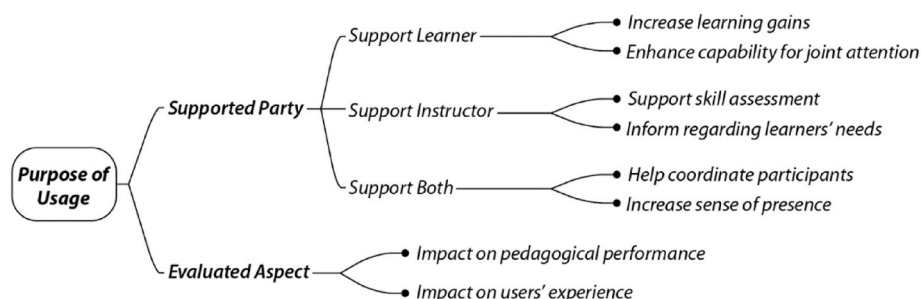 Purpose of
Usage
Supported Party
Support Learner
Increase learning gains
Enhance capability for joint attention
Support Instructor
Support skill assessment
Inform regarding learners' needs
Support Both
Help coordinate participants
Increase sense of presence
Evaluated Aspect
Impact on pedagogical performance
Impact on users' experience